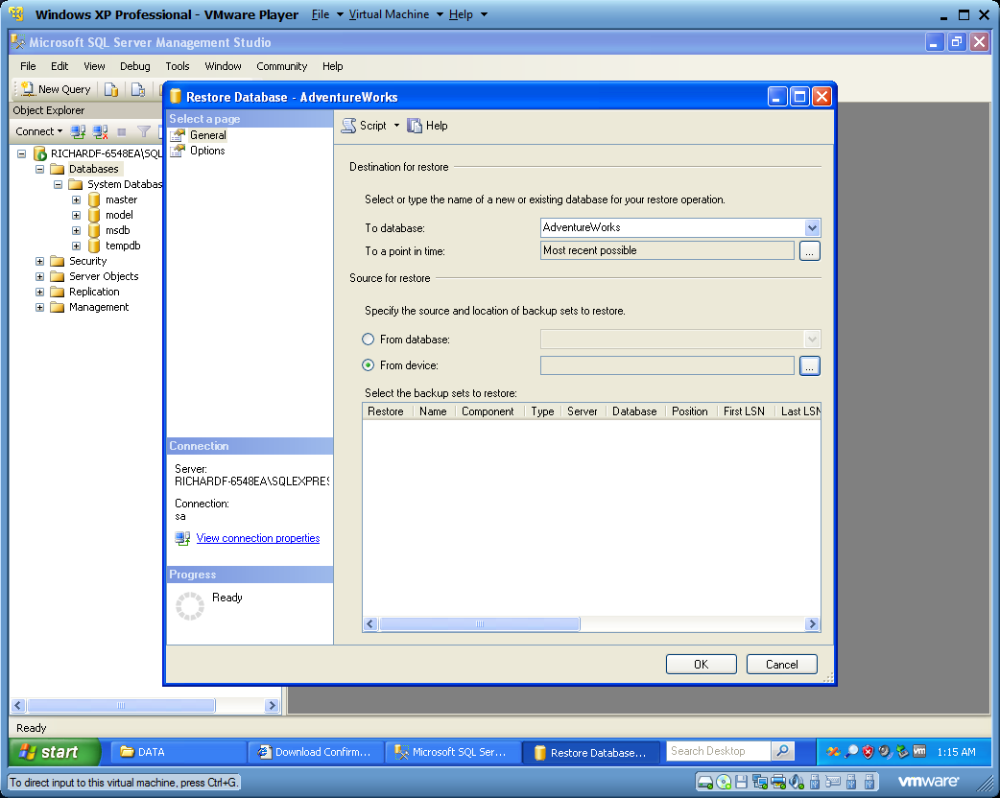 Windows XP Professional - VMware Player File Virtual Machine Help
Microsoft SQL Server Management Studio
File Edit View Debug Tools Window Community Help
New Query
Object Explorer
Connect
RICHARDF-6548EA\SQL
Databases
System Databas
master
model
msdb
tempdb
Security
Server Objects
Replication
Management
Restore Database - AdventureWorks
Select a page
General
Options
Script Help
Destination for restore
Select or type the name of a new or existing database for your restore operation.
To database: AdventureWorks
To a point in time: Most recent possible ...
Source for restore
Specify the source and location of backup sets to restore.
From database:
From device: ...
Select the backup sets to restore:
Restore Name Component Type Server Database Position First LSN Last LSN
Connection
Server:
RICHARDF-6548EA\SQLEXPRES
Connection:
sa
View connection properties
Progress
Ready
OK Cancel
Ready
start DATA Download Confirm... Microsoft SQL Ser... Restore Database... Search Desktop 1:15 AM
To direct input to this virtual machine, press Ctrl+G. vmware